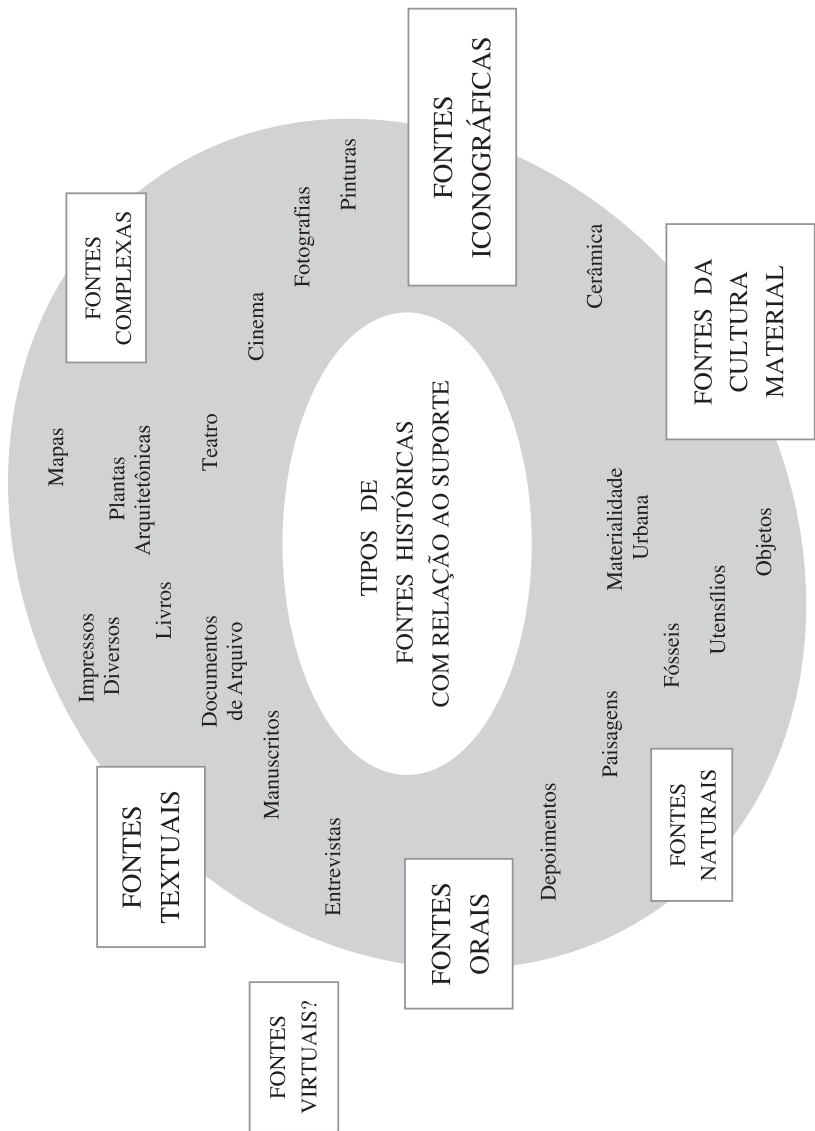 FONTES
VIRTUAIS?
FONTES
TEXTUAIS
Impressos
Diversos
Mapas
FONTES
COMPLEXAS
Plantas
Arquitetônicas
Livros
Documentos
de Arquivo
Teatro
Cinema
Manuscritos
Fotografias
Entrevistas
Pinturas
FONTES
ORAIS
TIPOS DE
FONTES HISTÓRICAS
COM RELAÇÃO AO SUPORTE
FONTES
ICONOGRÁFICAS
Depoimentos
Cerâmica
Paisagens
Materialidade
Urbana
FONTES
NATURAIS
Fósseis
Utensílios
Objetos
FONTES DA
CULTURA
MATERIAL